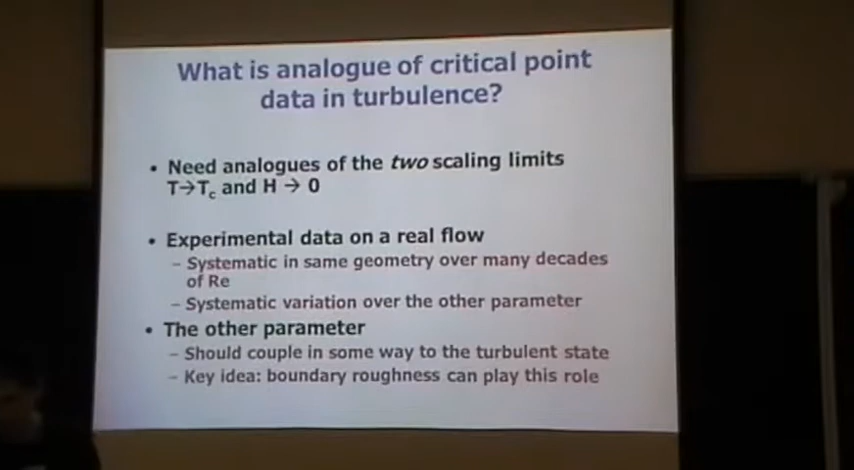 What is analogue of critical point
data in turbulence?
• Need analogues of the two scaling limits
T→Tc and H → 0
• Experimental data on a real flow
– Systematic in same geometry over many decades
of Re
– Systematic variation over the other parameter
• The other parameter
– Should couple in some way to the turbulent state
– Key idea: boundary roughness can play this role